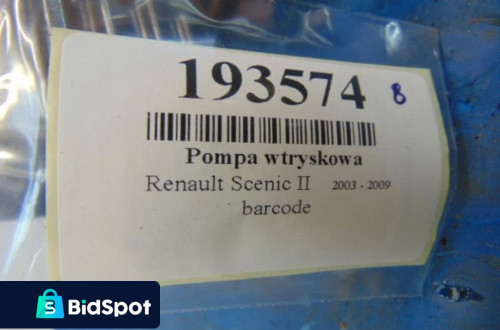 193574 8
Pompa wtryskowa
Renault Scenic II 2003 - 2009
barcode
S
BidSpot